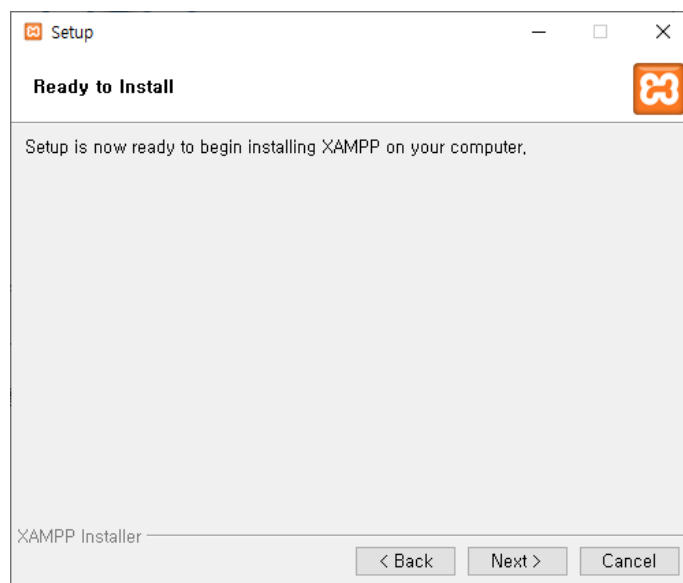 Setup
Ready to Install
Setup is now ready to begin installing XAMPP on your computer.
XAMPP Installer
< Back
Next >
Cancel